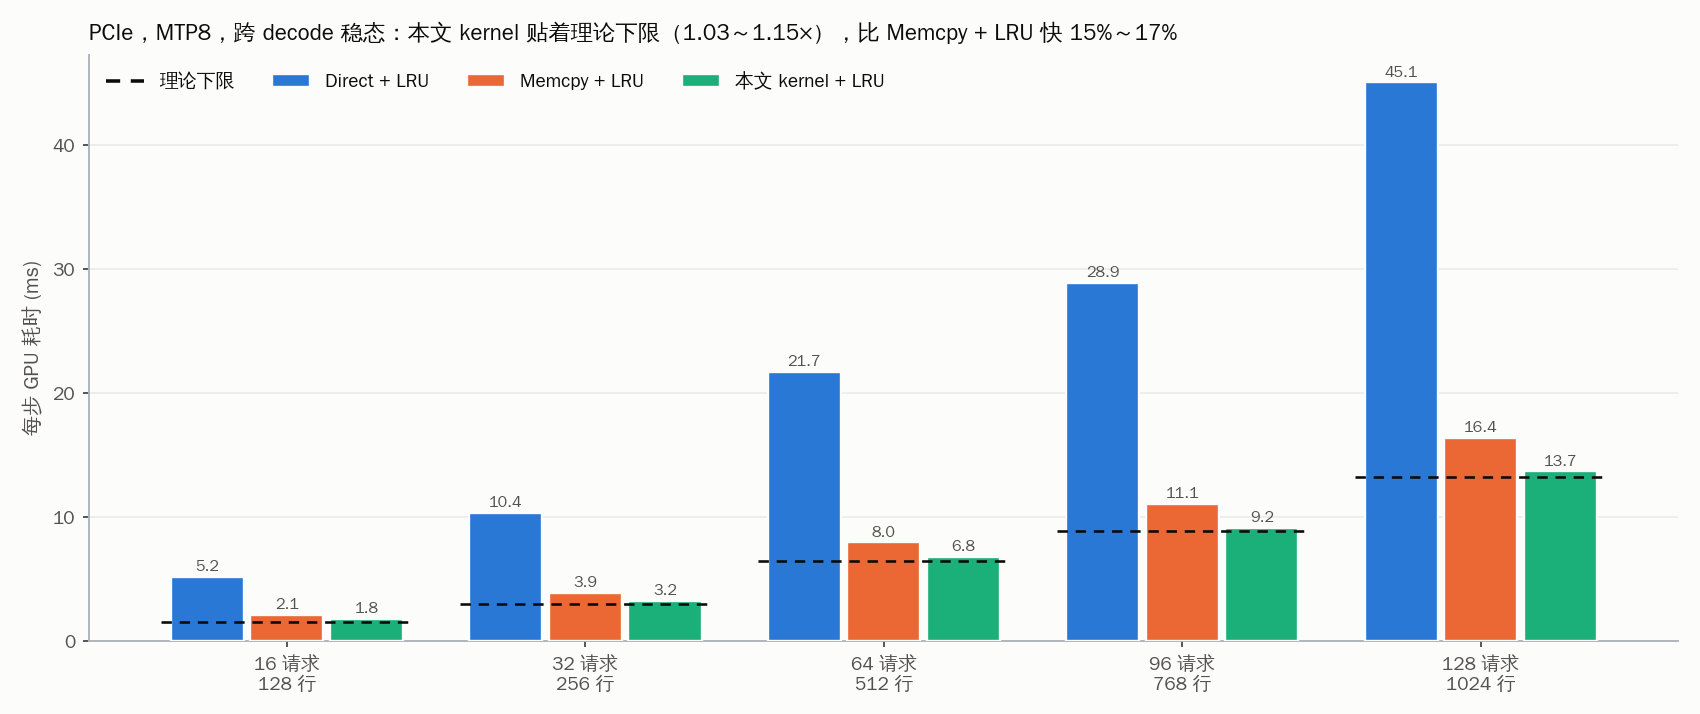 PCIe，MTP8，跨 decode 稳态：本文 kernel 贴着理论下限（1.03～1.15×），比 Memcpy + LRU 快 15%～17%
理论下限
Direct + LRU
Memcpy + LRU
本文 kernel + LRU
每步 GPU 耗时 (ms)
40
30
20
10
0
5.2
2.1
1.8
10.4
3.9
3.2
21.7
8.0
6.8
28.9
11.1
9.2
45.1
16.4
13.7
16 请求
128 行
32 请求
256 行
64 请求
512 行
96 请求
768 行
128 请求
1024 行